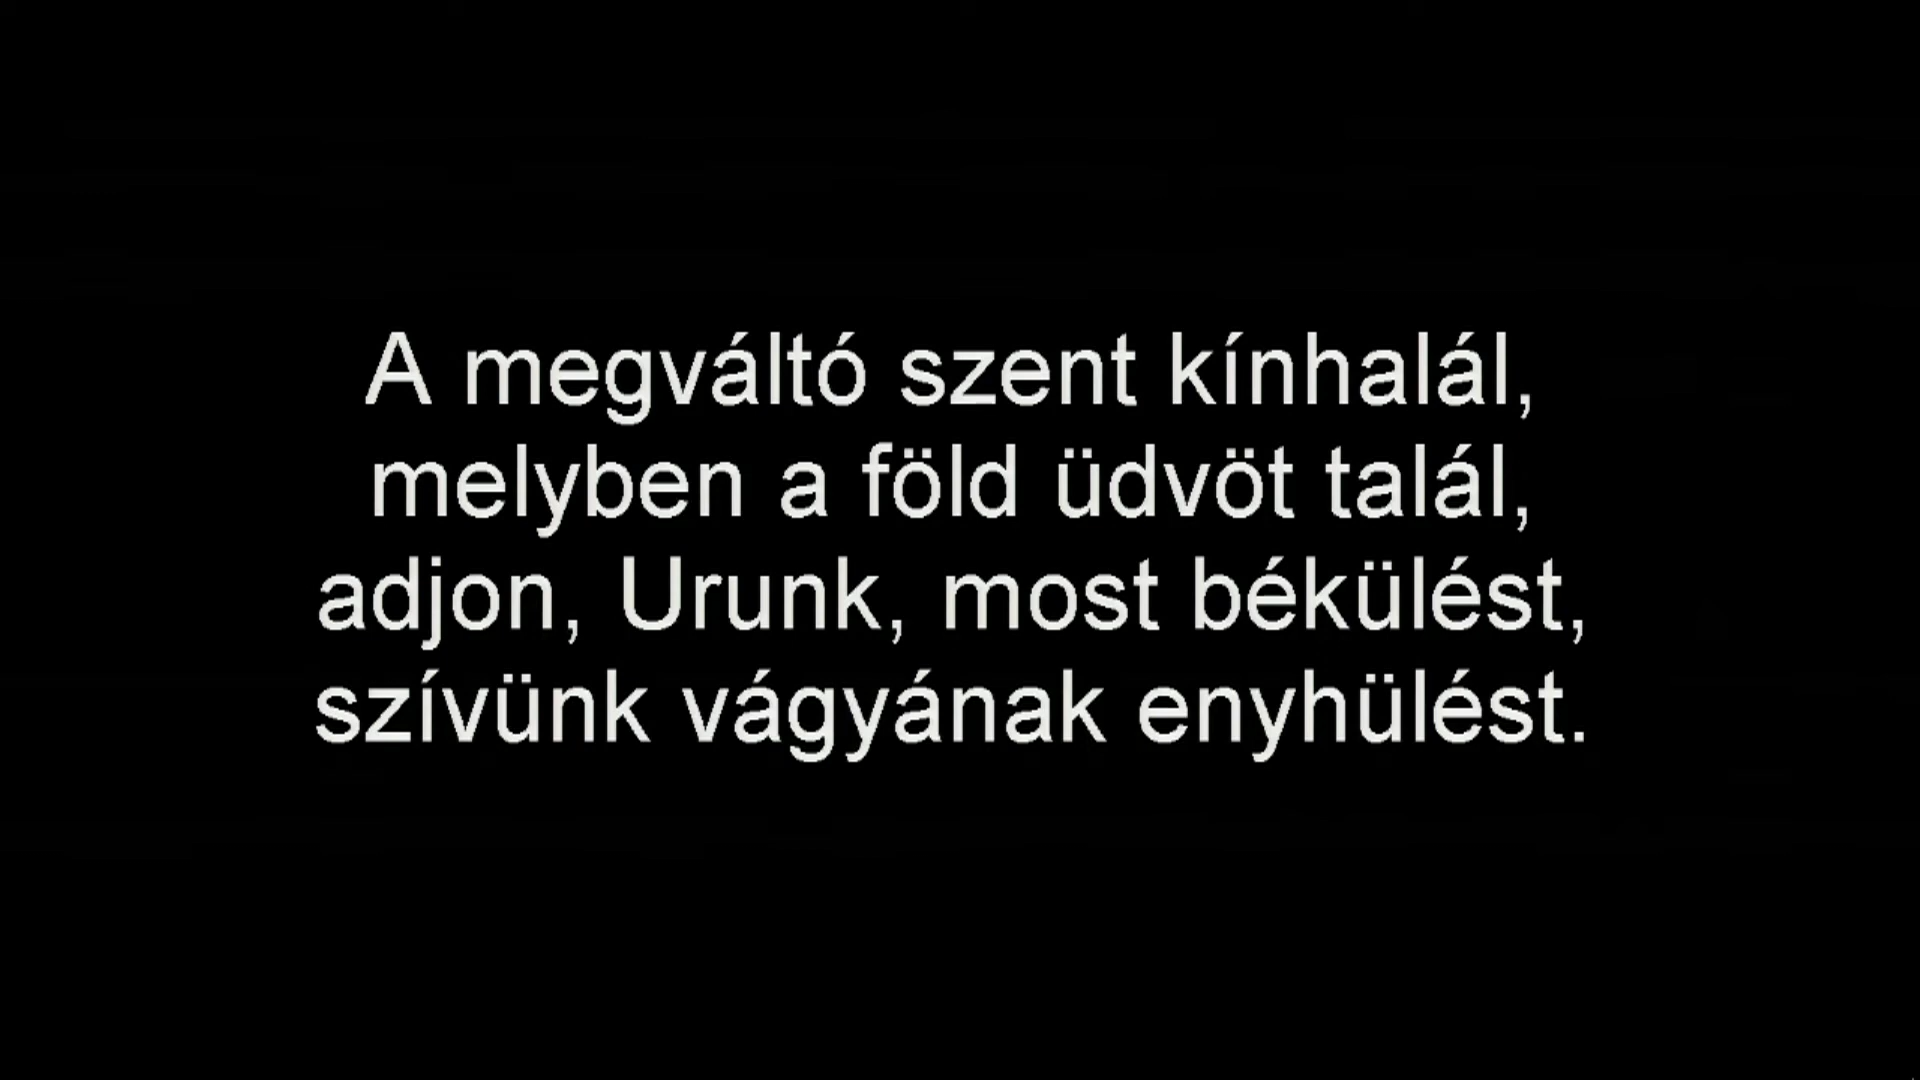 A megváltó szent kínhalál,
melyben a föld üdvöt talál,
adjon, Urunk, most békülést,
szívünk vágyának enyhülést.